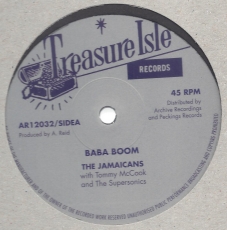 Treasure Isle
RECORDS
AR12032/SIDEA
Produced by A. Reid
45 RPM
Distributed by
Archive Recordings
and Peckings Records
BABA BOOM
THE JAMAICANS
with Tommy McCook
and The Supersonics